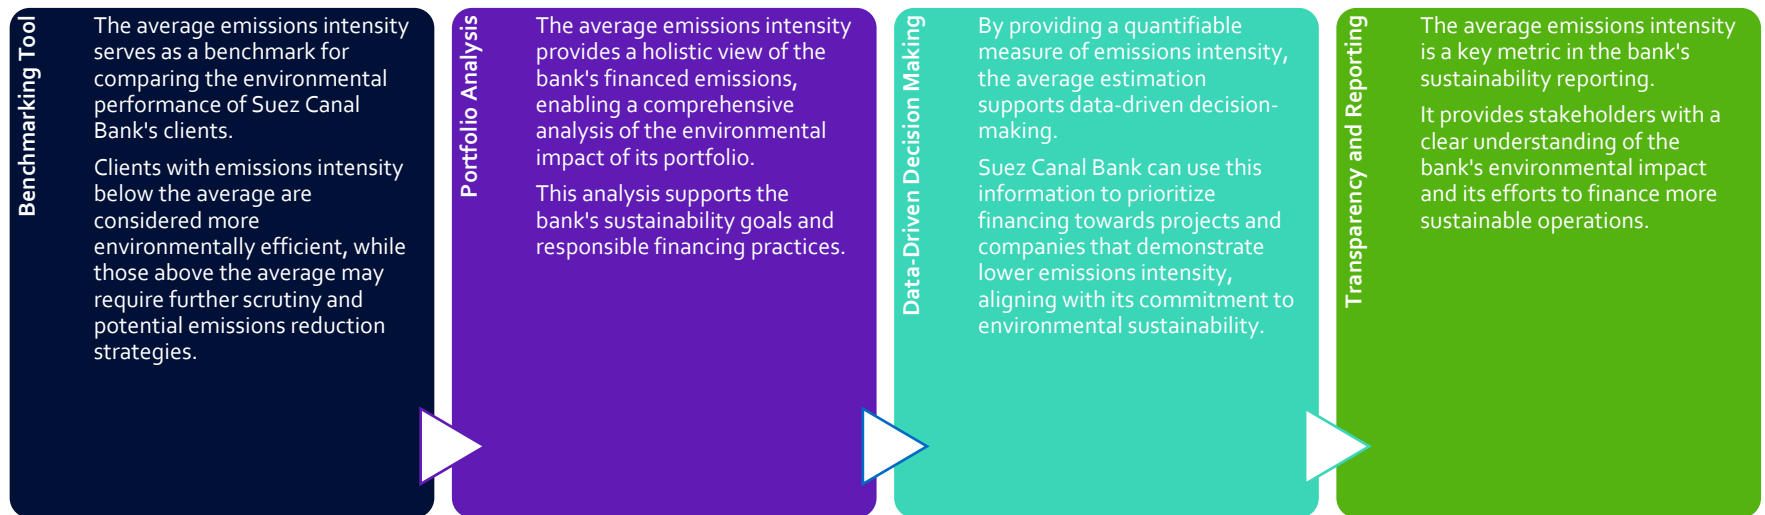 Benchmarking Tool
The average emissions intensity
serves as a benchmark for
comparing the environmental
performance of Suez Canal
Bank's clients.
Clients with emissions intensity
below the average are
considered more
environmentally efficient, while
those above the average may
require further scrutiny and
potential emissions reduction
strategies.
Portfolio Analysis
The average emissions intensity
provides a holistic view of the
bank's financed emissions,
enabling a comprehensive
analysis of the environmental
impact of its portfolio.
This analysis supports the
bank's sustainability goals and
responsible financing practices.
Data-Driven Decision Making
By providing a quantifiable
measure of emissions intensity,
the average estimation
supports data-driven decision-
making.
Suez Canal Bank can use this
information to prioritize
financing towards projects and
companies that demonstrate
lower emissions intensity,
aligning with its commitment to
environmental sustainability.
Transparency and Reporting
The average emissions intensity
is a key metric in the bank's
sustainability reporting.
It provides stakeholders with a
clear understanding of the
bank's environmental impact
and its efforts to finance more
sustainable operations.